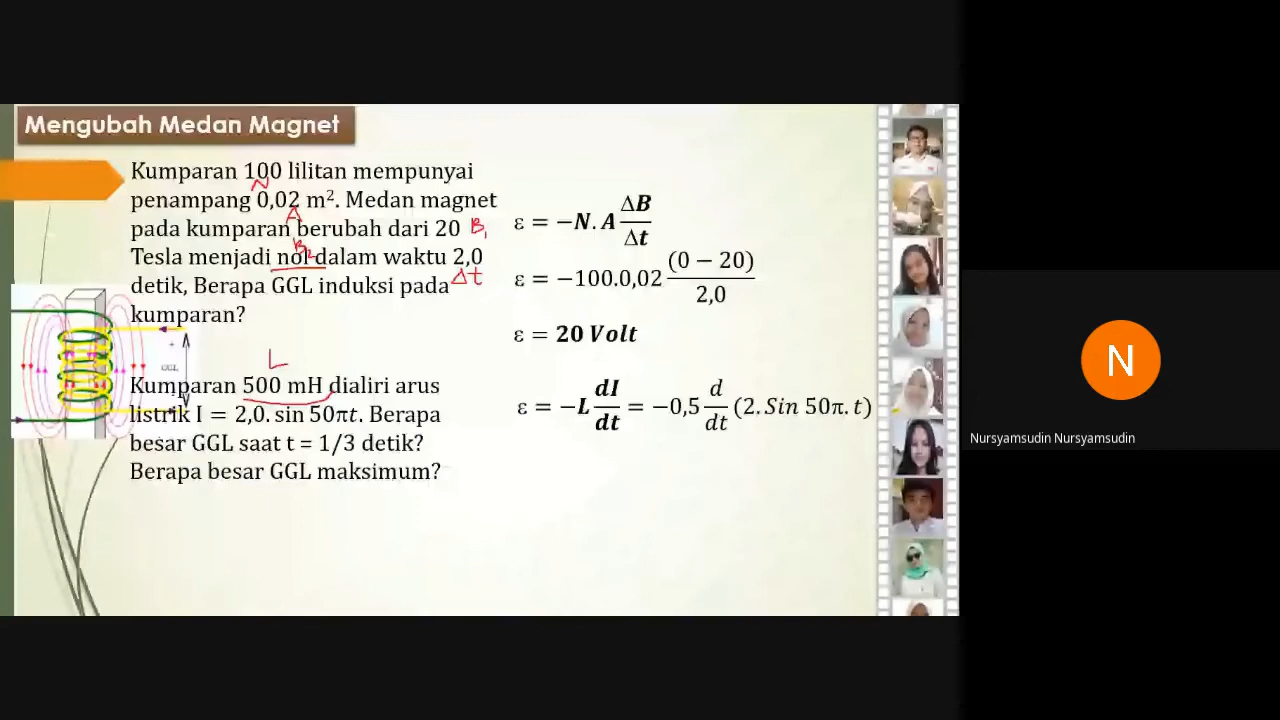 Mengubah Medan Magnet
Kumparan 100 lilitan mempunyai
N
penampang 0,02 m². Medan magnet
A
pada kumparan berubah dari 20 B₁
B₂
Tesla menjadi nol dalam waktu 2,0
Δt
detik, Berapa GGL induksi pada
kumparan?
L
Kumparan 500 mH dialiri arus
listrik I = 2,0. sin 50πt. Berapa
besar GGL saat t = 1/3 detik?
Berapa besar GGL maksimum?
+
GGL
ε = −N. A ΔB/Δt
ε = −100.0,02 (0 − 20)/2,0
ε = 20 Volt
ε = −L dI/dt = −0,5 d/dt (2. Sin 50π. t)
N
Nursyamsudin Nursyamsudin